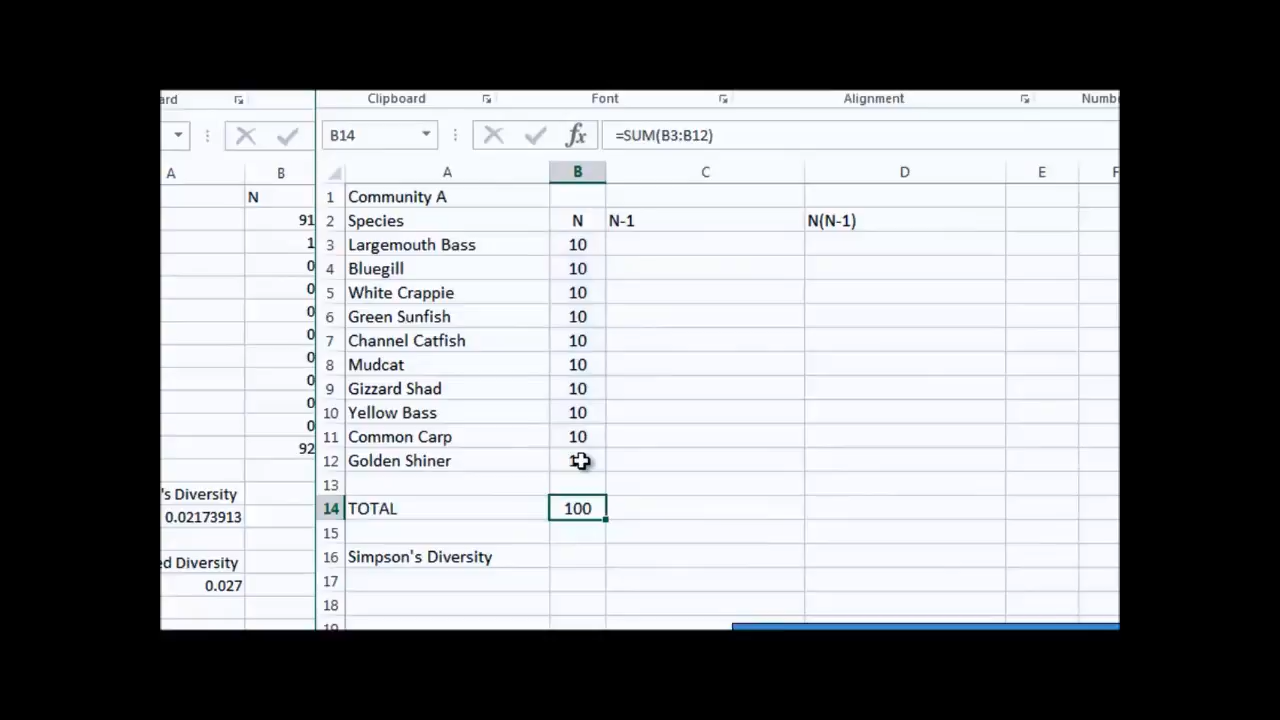 ard Clipboard Font Alignment Numb
B14 fx =SUM(B3:B12)
A B A B C D E F
N 1 Community A
91 2 Species N N-1 N(N-1)
1 3 Largemouth Bass 10
0 4 Bluegill 10
0 5 White Crappie 10
0 6 Green Sunfish 10
0 7 Channel Catfish 10
0 8 Mudcat 10
0 9 Gizzard Shad 10
0 10 Yellow Bass 10
0 11 Common Carp 10
92 12 Golden Shiner
13
's Diversity 14 TOTAL 100
0.02173913
15
ed Diversity 16 Simpson's Diversity
0.027 17
18
19